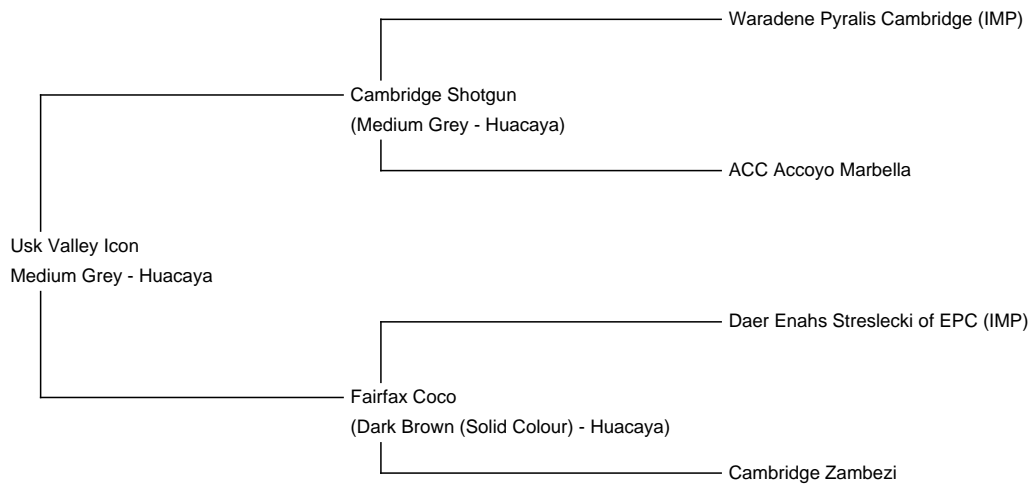 Waradene Pyralis Cambridge (IMP)
Cambridge Shotgun
(Medium Grey - Huacaya)
ACC Accoyo Marbella
Usk Valley Icon
Medium Grey - Huacaya
Daer Enahs Streslecki of EPC (IMP)
Fairfax Coco
(Dark Brown (Solid Colour) - Huacaya)
Cambridge Zambezi